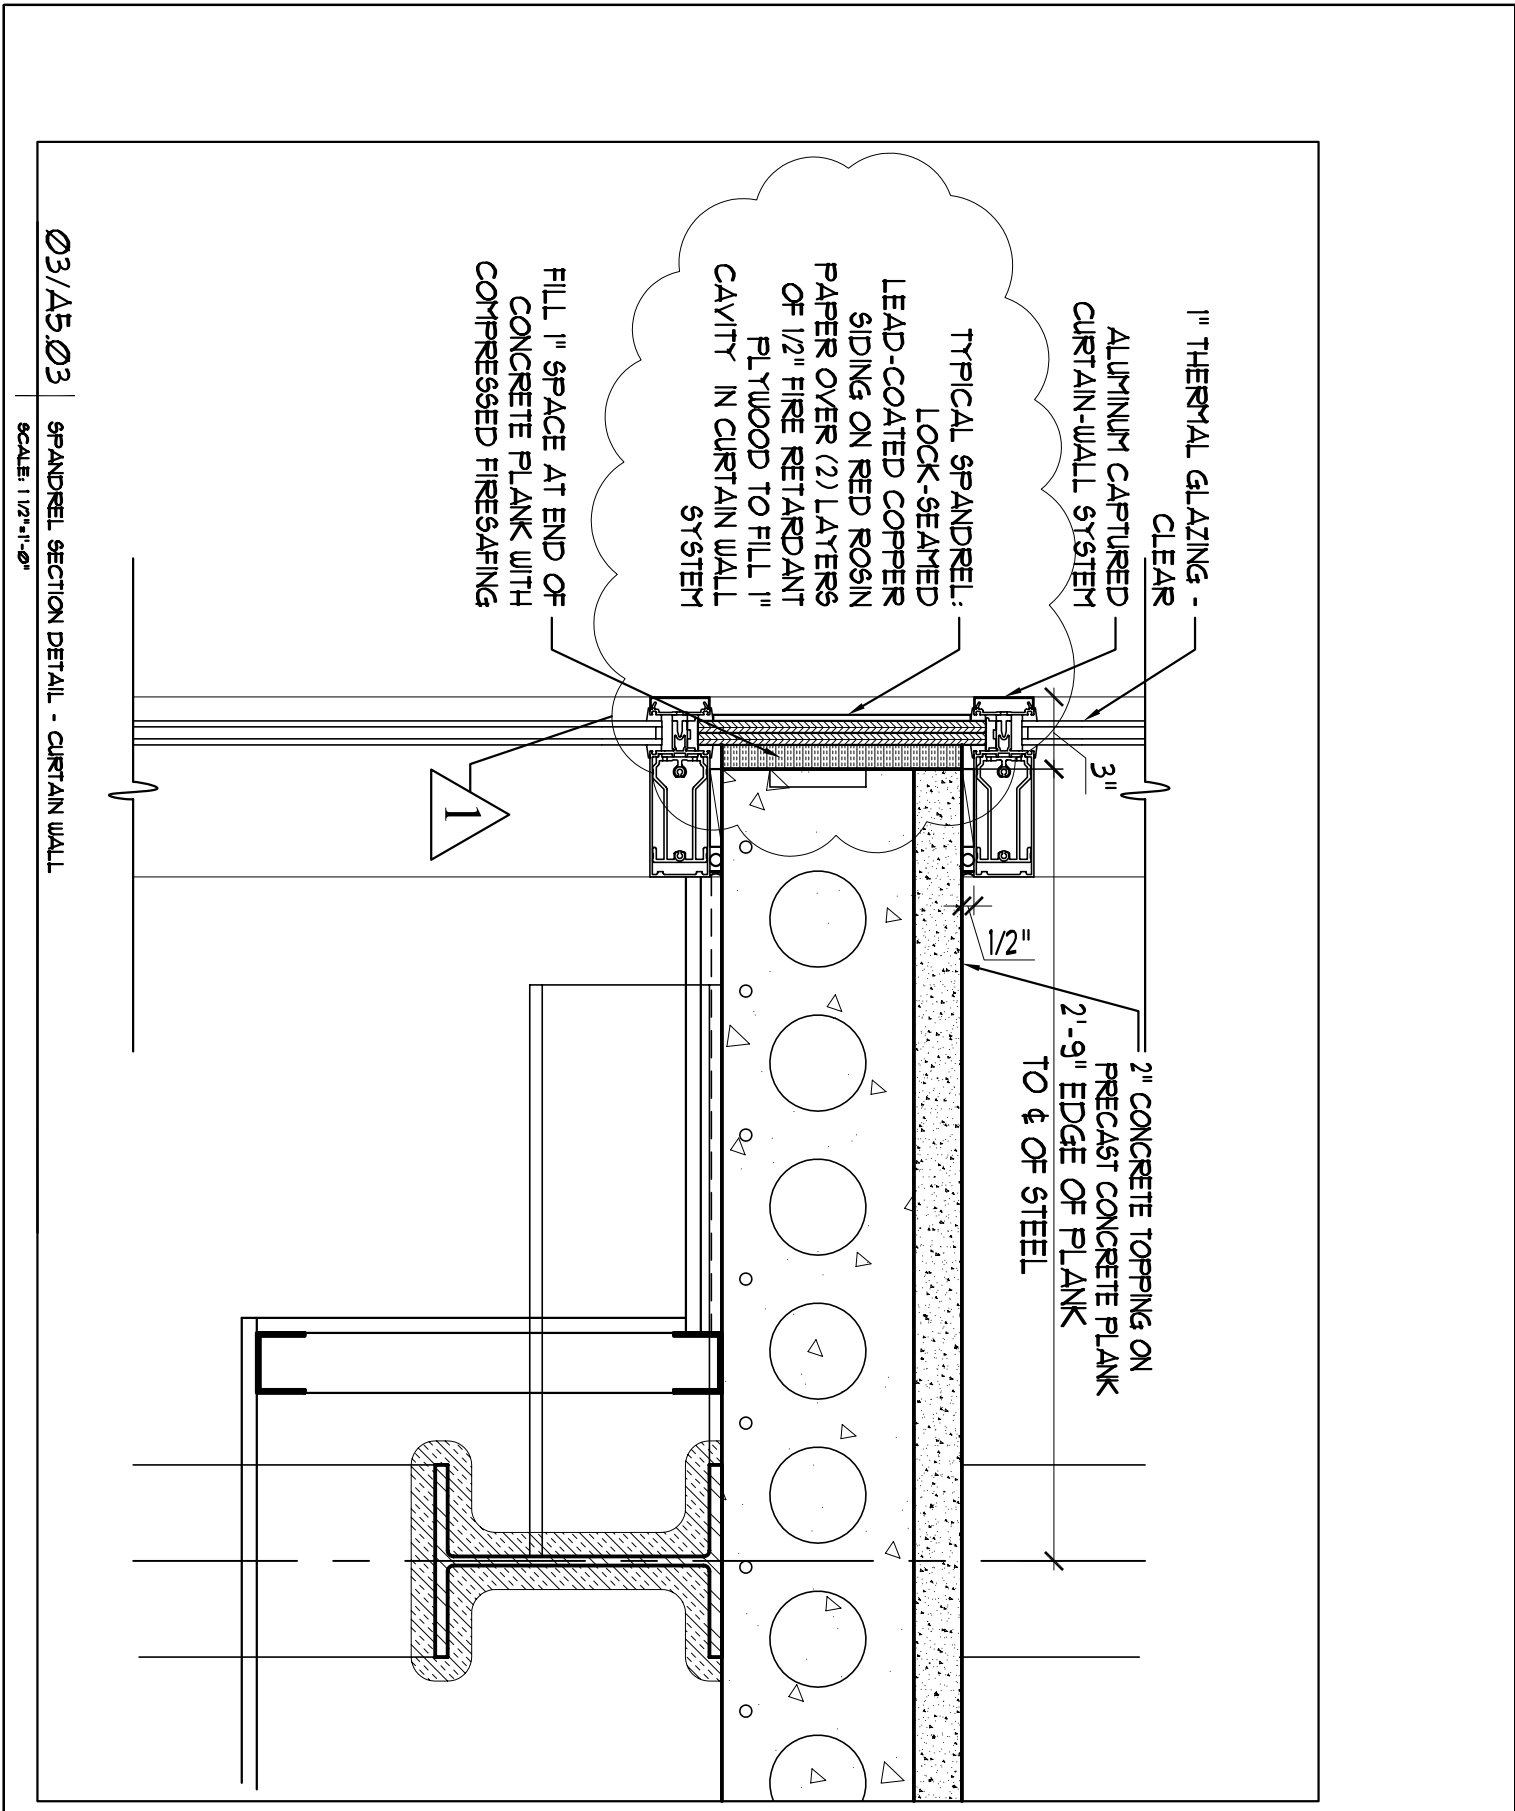 1" THERMAL GLAZING -
CLEAR
ALUMINUM CAPTURED
CURTAIN-WALL SYSTEM
TYPICAL SPANDREL:
LOCK-SEAMED
LEAD-COATED COPPER
SIDING ON RED ROSIN
PAPER OVER (2) LAYERS
OF 1/2" FIRE RETARDANT
PLYWOOD TO FILL 1"
CAVITY IN CURTAIN WALL
SYSTEM
FILL 1" SPACE AT END OF
CONCRETE PLANK WITH
COMPRESSED FIRESAFING
3"
1/2"
2" CONCRETE TOPPING ON
PRECAST CONCRETE PLANK
2'-9" EDGE OF PLANK
TO ℄ OF STEEL
1
03/A5.03
SPANDREL SECTION DETAIL - CURTAIN WALL
SCALE: 1 1/2"=1'-0"